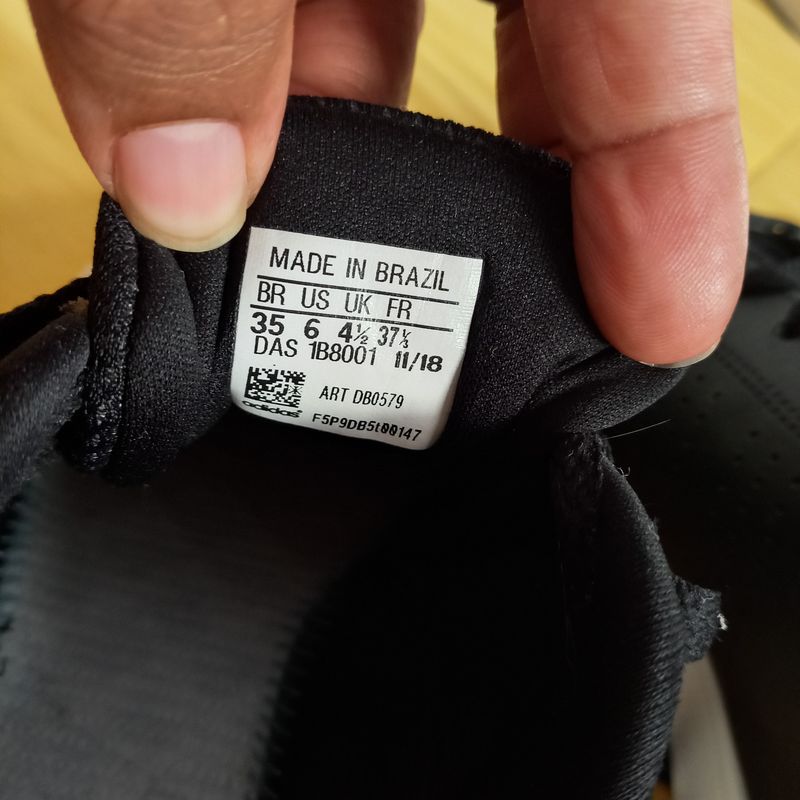 MADE IN BRAZIL
BR US UK FR
35 6 4½ 37⅓
DAS 1B8001 11/18
ART DB0579
adidas F5P9DB5t00147